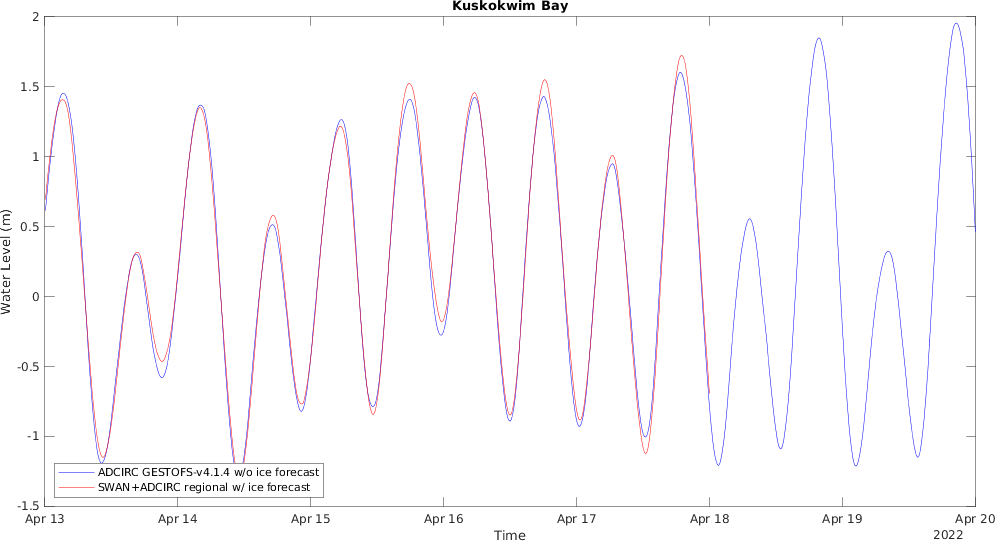 Kuskokwim Bay
2
1.5
1
0.5
0
-0.5
-1
-1.5
Water Level (m)
ADCIRC GESTOFS-v4.1.4 w/o ice forecast
SWAN+ADCIRC regional w/ ice forecast
Apr 13 Apr 14 Apr 15 Apr 16 Apr 17 Apr 18 Apr 19 Apr 20
Time
2022